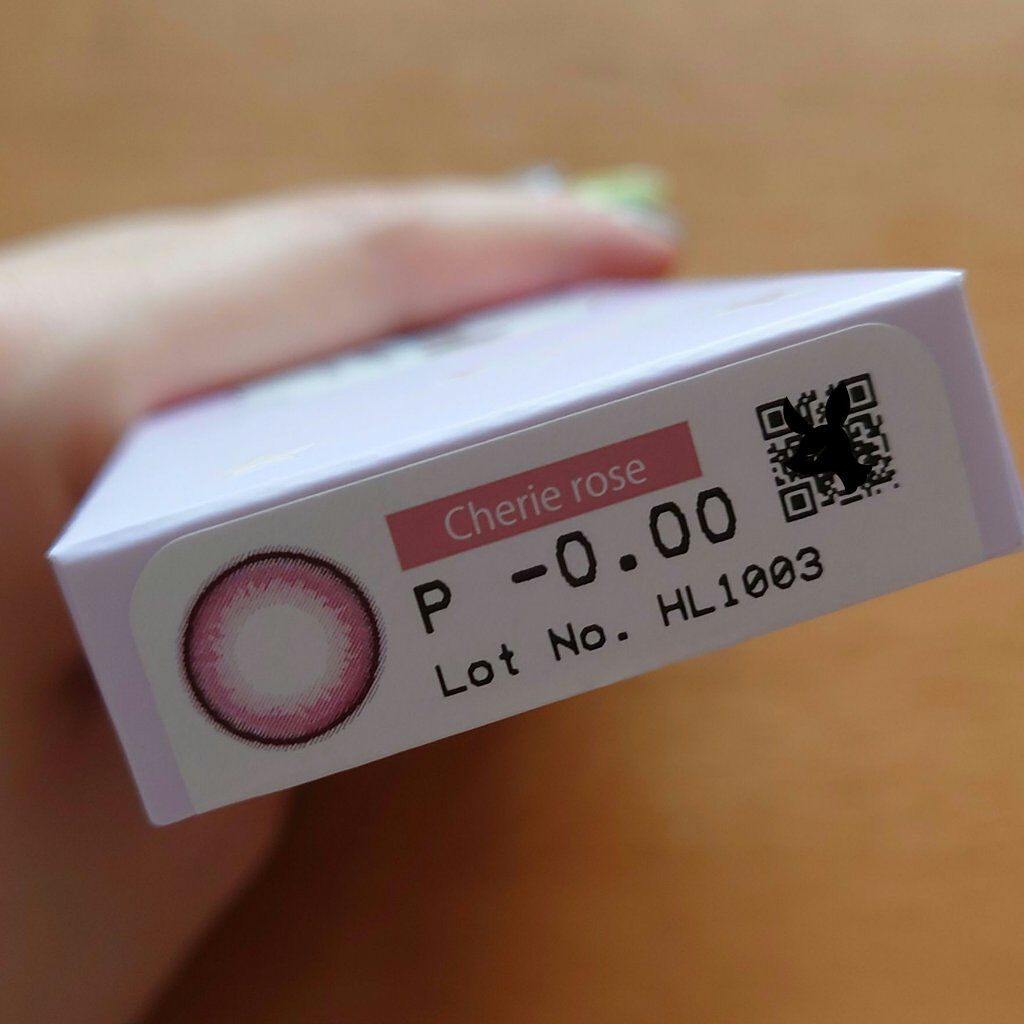 Cherie rose
P -0.00
Lot No. HL1003